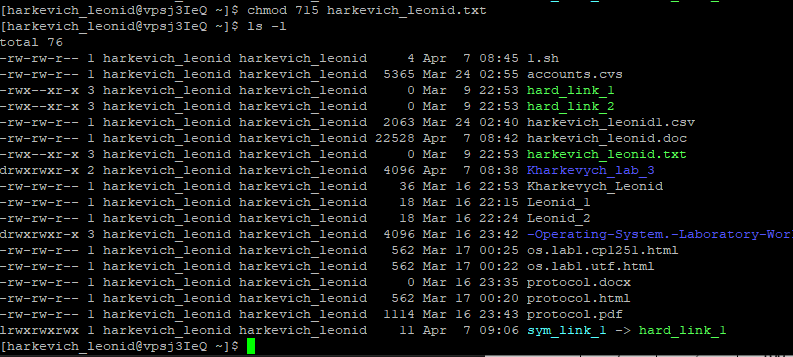 [harkevich_leonid@vpsj3IeQ ~]$ chmod 715 harkevich_leonid.txt
[harkevich_leonid@vpsj3IeQ ~]$ ls -l
total 76
-rw-rw-r-- 1 harkevich_leonid harkevich_leonid     4 Apr  7 08:45 1.sh
-rw-rw-r-- 1 harkevich_leonid harkevich_leonid  5365 Mar 24 02:55 accounts.cvs
-rwx--xr-x 3 harkevich_leonid harkevich_leonid     0 Mar  9 22:53 hard_link_1
-rwx--xr-x 3 harkevich_leonid harkevich_leonid     0 Mar  9 22:53 hard_link_2
-rw-rw-r-- 1 harkevich_leonid harkevich_leonid  2063 Mar 24 02:40 harkevich_leonid1.csv
-rw-rw-r-- 1 harkevich_leonid harkevich_leonid 22528 Apr  7 08:42 harkevich_leonid.doc
-rwx--xr-x 3 harkevich_leonid harkevich_leonid     0 Mar  9 22:53 harkevich_leonid.txt
drwxrwxr-x 2 harkevich_leonid harkevich_leonid  4096 Apr  7 08:38 Kharkevych_lab_3
-rw-rw-r-- 1 harkevich_leonid harkevich_leonid    36 Mar 16 22:53 Kharkevych_Leonid
-rw-rw-r-- 1 harkevich_leonid harkevich_leonid    18 Mar 16 22:15 Leonid_1
-rw-rw-r-- 1 harkevich_leonid harkevich_leonid    18 Mar 16 22:24 Leonid_2
drwxrwxr-x 3 harkevich_leonid harkevich_leonid  4096 Mar 16 23:42 -Operating-System.-Laboratory-Wor
-rw-rw-r-- 1 harkevich_leonid harkevich_leonid   562 Mar 17 00:25 os.lab1.cp1251.html
-rw-rw-r-- 1 harkevich_leonid harkevich_leonid   562 Mar 17 00:22 os.lab1.utf.html
-rw-rw-r-- 1 harkevich_leonid harkevich_leonid     0 Mar 16 23:35 protocol.docx
-rw-rw-r-- 1 harkevich_leonid harkevich_leonid   562 Mar 17 00:20 protocol.html
-rw-rw-r-- 1 harkevich_leonid harkevich_leonid  1114 Mar 16 23:43 protocol.pdf
lrwxrwxrwx 1 harkevich_leonid harkevich_leonid    11 Apr  7 09:06 sym_link_1 -> hard_link_1
[harkevich_leonid@vpsj3IeQ ~]$